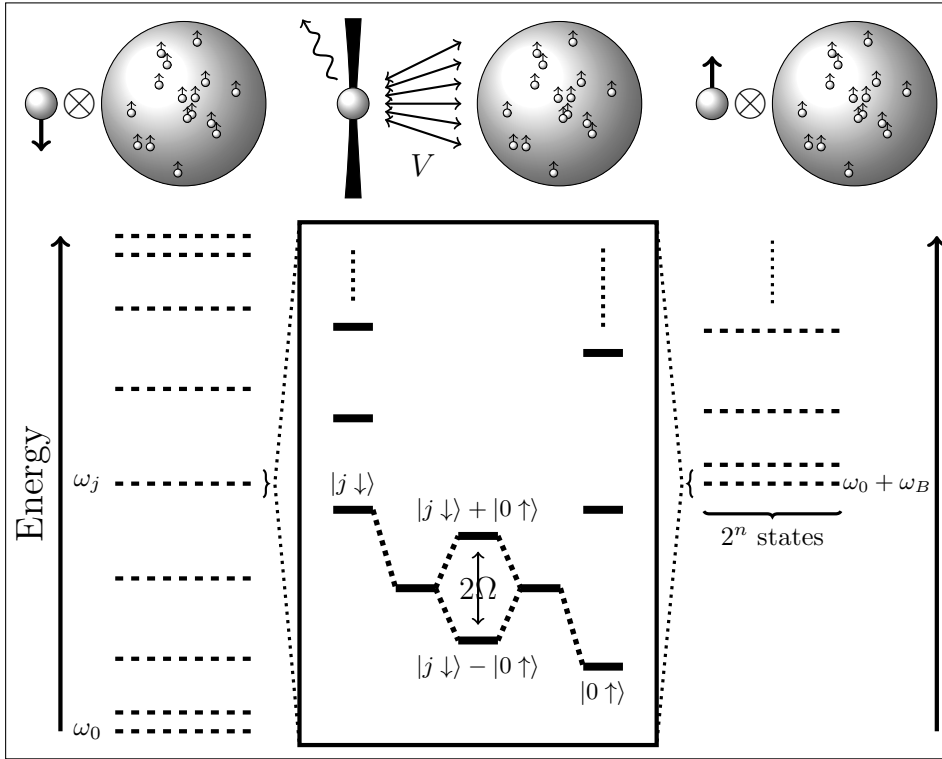 V
Energy
ω_j
ω_0
|j ↓⟩
|j ↓⟩ + |0 ↑⟩
2Ω
|j ↓⟩ − |0 ↑⟩
|0 ↑⟩
}
{
ω_0 + ω_B
2^n states